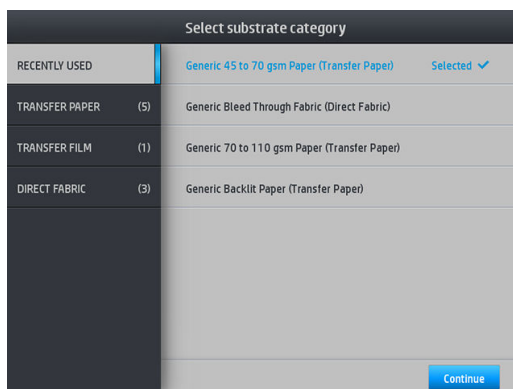 Select substrate category
RECENTLY USED
TRANSFER PAPER (5)
TRANSFER FILM (1)
DIRECT FABRIC (3)
Generic 45 to 70 gsm Paper (Transfer Paper) Selected ✓
Generic Bleed Through Fabric (Direct Fabric)
Generic 70 to 110 gsm Paper (Transfer Paper)
Generic Backlit Paper (Transfer Paper)
Continue